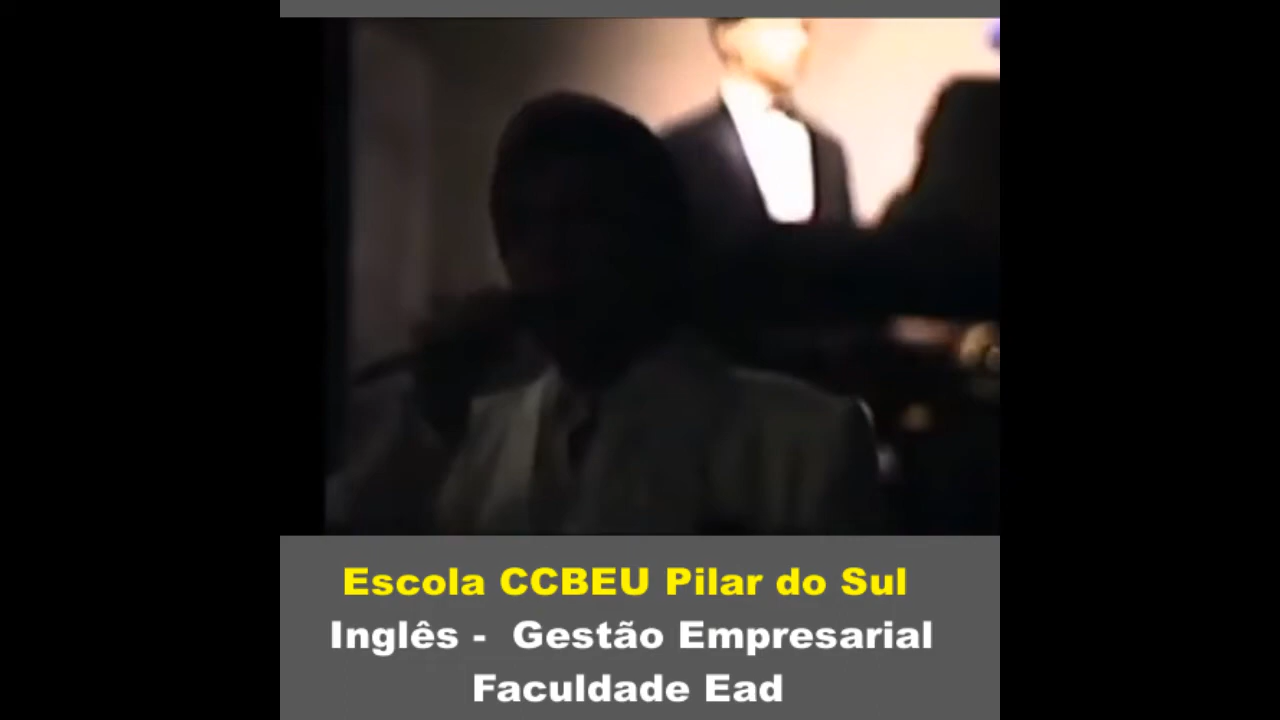 Escola CCBEU Pilar do Sul
Inglês -  Gestão Empresarial
Faculdade Ead